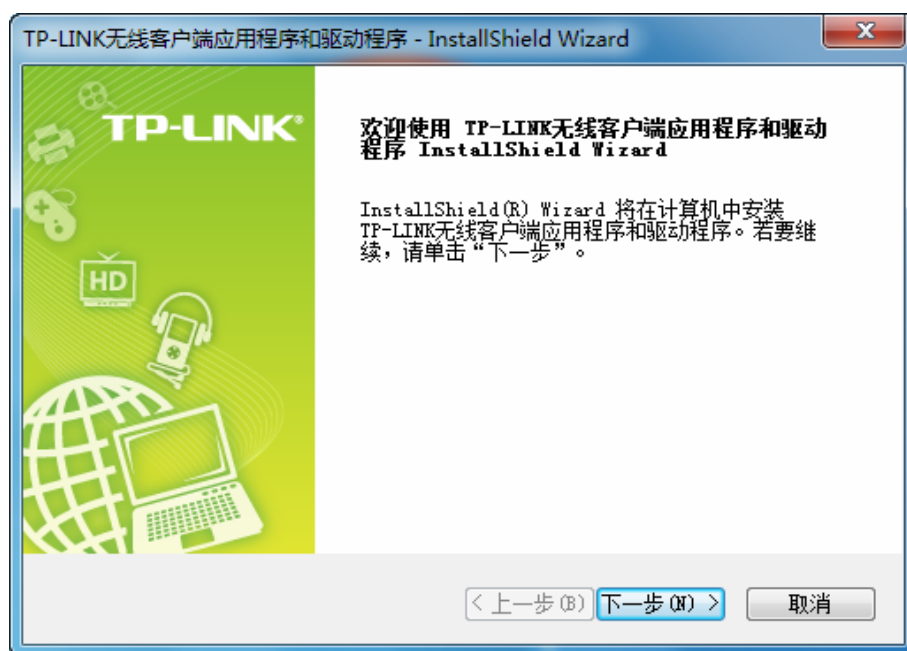 TP-LINK无线客户端应用程序和驱动程序 - InstallShield Wizard
TP-LINK®
HD
欢迎使用 TP-LINK无线客户端应用程序和驱动
程序 InstallShield Wizard
InstallShield(R) Wizard 将在计算机中安装
TP-LINK无线客户端应用程序和驱动程序。若要继
续，请单击“下一步”。
< 上一步(B) 下一步(N) > 取消